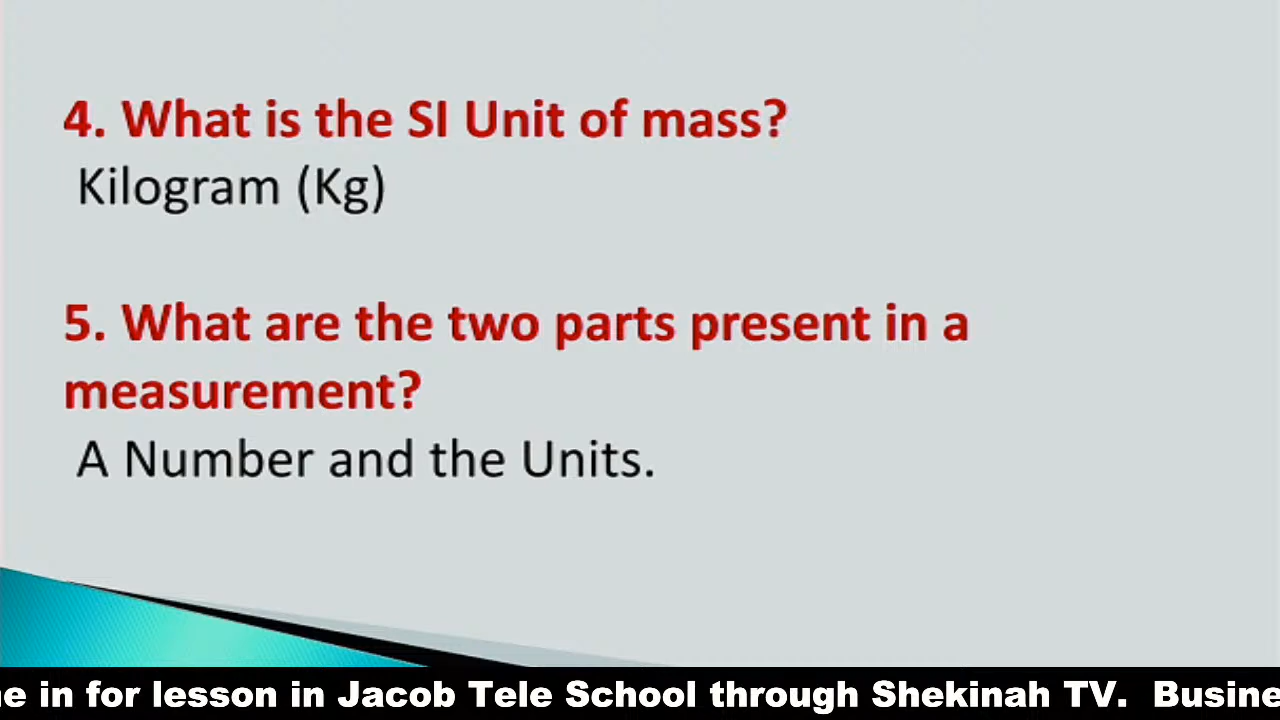 4. What is the SI Unit of mass?
Kilogram (Kg)
5. What are the two parts present in a
measurement?
A Number and the Units.
in for lesson in Jacob Tele School through Shekinah TV.